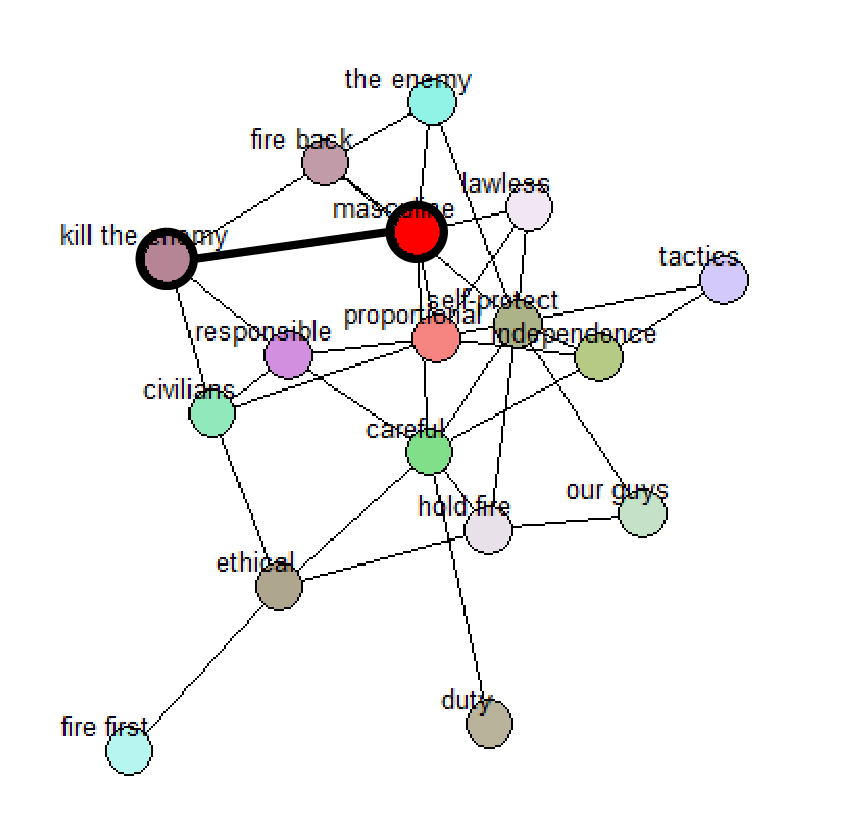 the enemy
fire back
lawless
masculine
kill the enemy
tactics
self-protect
proportional
independence
responsible
civilians
careful
our guys
hold fire
ethical
duty
fire first